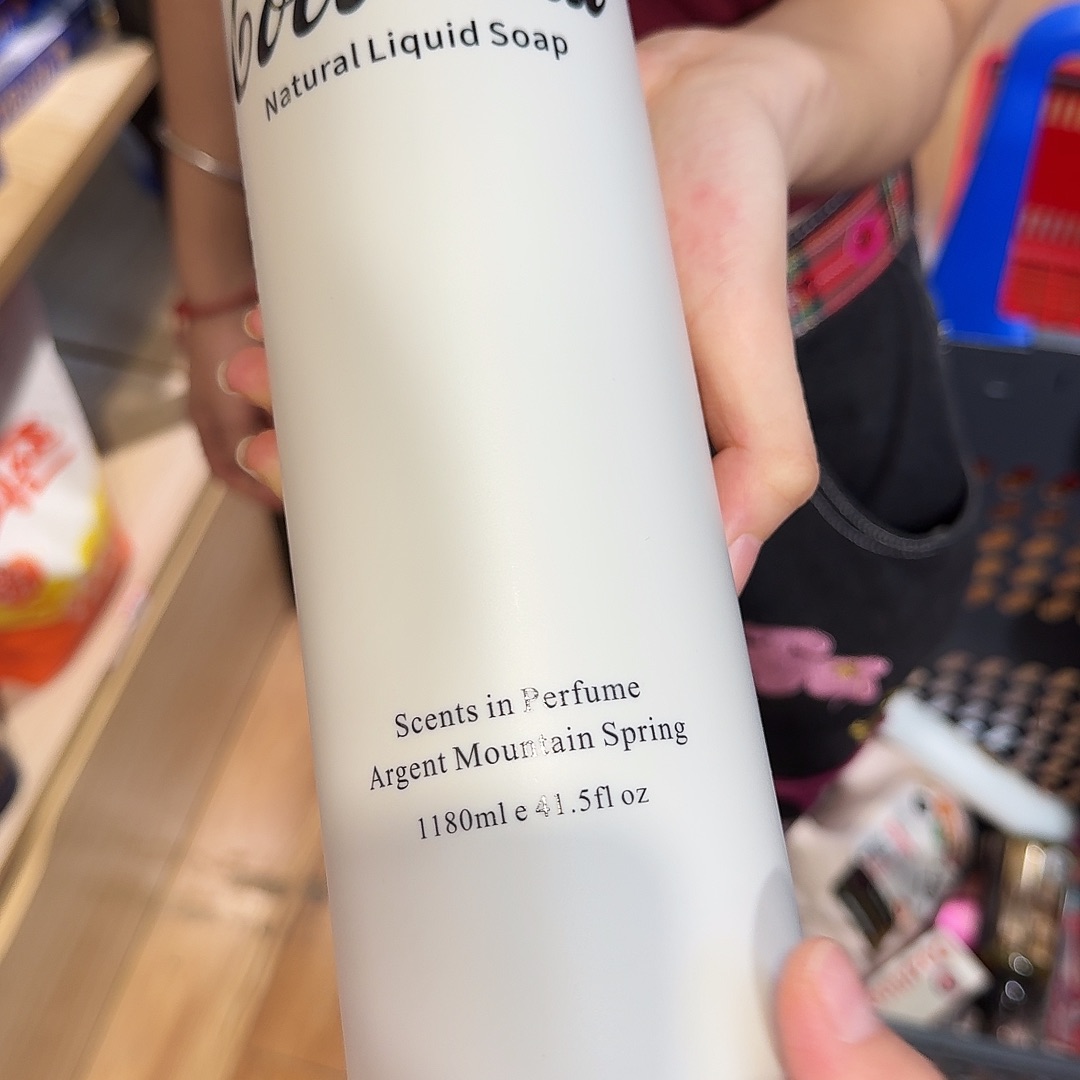 Natural Liquid Soap
Scents in Perfume
Argent Mountain Spring
1180ml e 41.5fl oz